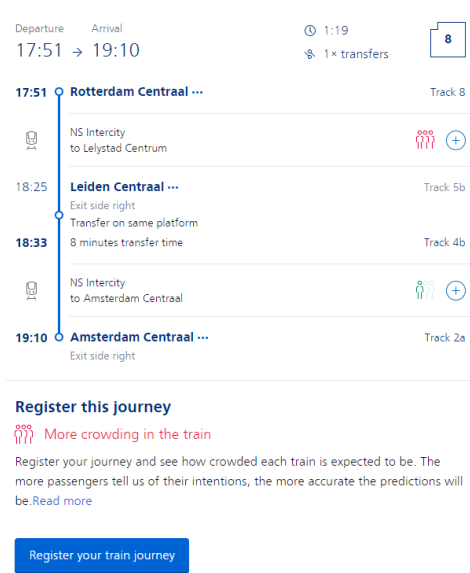 Departure Arrival
17:51 → 19:10
1:19
1× transfers
8
17:51 Rotterdam Centraal ••• Track 8
NS Intercity
to Lelystad Centrum
18:25 Leiden Centraal ••• Track 5b
Exit side right
Transfer on same platform
18:33 8 minutes transfer time Track 4b
NS Intercity
to Amsterdam Centraal
19:10 Amsterdam Centraal ••• Track 2a
Exit side right
Register this journey
More crowding in the train
Register your journey and see how crowded each train is expected to be. The
more passengers tell us of their intentions, the more accurate the predictions will
be.Read more
Register your train journey